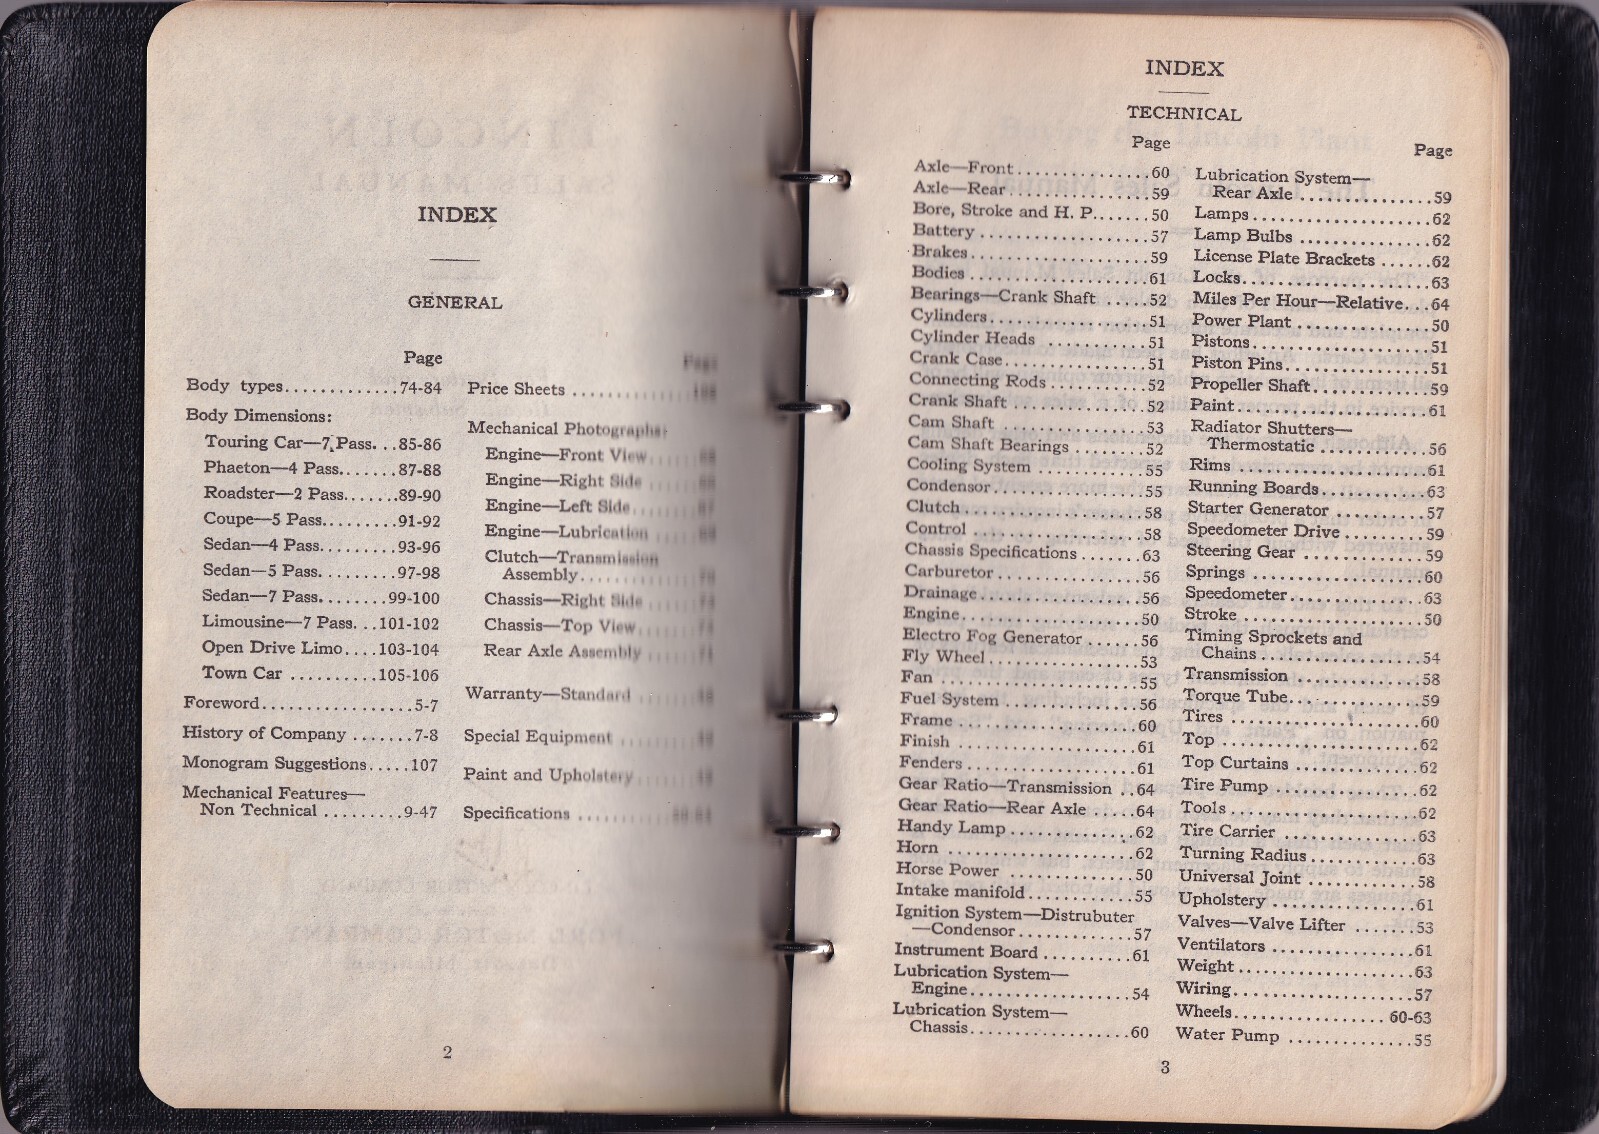 INDEX
GENERAL
Page
Body types.............74-84
Body Dimensions:
Touring Car—7 Pass. ..85-86
Phaeton—4 Pass.......87-88
Roadster—2 Pass.......89-90
Coupe—5 Pass.........91-92
Sedan—4 Pass.........93-96
Sedan—5 Pass.........97-98
Sedan—7 Pass........99-100
Limousine—7 Pass. ..101-102
Open Drive Limo....103-104
Town Car ..........105-106
Foreword.................5-7
History of Company .......7-8
Monogram Suggestions.....107
Mechanical Features—
Non Technical .........9-47
Price Sheets
Mechanical Photographs
Engine—Front View
Engine—Right Side
Engine—Left Side
Engine—Lubrication
Clutch—Transmission
Assembly
Chassis—Right Side
Chassis—Top View
Rear Axle Assembly
Warranty—Standard
Special Equipment
Paint and Upholstery
Specifications
2
INDEX
TECHNICAL
Page
Axle—Front..............60
Axle—Rear..............59
Bore, Stroke and H. P.......50
Battery ...................57
Brakes....................59
Bodies ....................61
Bearings—Crank Shaft .....52
Cylinders..................51
Cylinder Heads ...........51
Crank Case................51
Connecting Rods ..........52
Crank Shaft ..............52
Cam Shaft ................53
Cam Shaft Bearings ........52
Cooling System ............55
Condensor.................55
Clutch....................58
Control ...................58
Chassis Specifications .......63
Carburetor ................56
Drainage ..................56
Engine....................50
Electro Fog Generator ......56
Fly Wheel.................53
Fan ......................55
Fuel System ...............56
Frame ....................60
Finish ....................61
Fenders...................61
Gear Ratio—Transmission ..64
Gear Ratio—Rear Axle .....64
Handy Lamp...............62
Horn .....................62
Horse Power ..............50
Intake manifold............55
Ignition System—Distrubuter
—Condensor.............57
Instrument Board ..........61
Lubrication System—
Engine..................54
Lubrication System—
Chassis..................60
Page
Lubrication System—
Rear Axle ...............59
Lamps....................62
Lamp Bulbs ...............62
License Plate Brackets ......62
Locks.....................63
Miles Per Hour—Relative...64
Power Plant ...............50
Pistons....................51
Piston Pins................51
Propeller Shaft.............59
Paint.....................61
Radiator Shutters—
Thermostatic ............56
Rims .....................61
Running Boards............63
Starter Generator ..........57
Speedometer Drive .........59
Steering Gear ..............59
Springs ...................60
Speedometer...............63
Stroke ....................50
Timing Sprockets and
Chains ..................54
Transmission ..............58
Torque Tube...............59
Tires .....................60
Top ......................62
Top Curtains ..............62
Tire Pump ................62
Tools .....................62
Tire Carrier ...............63
Turning Radius............63
Universal Joint ............58
Upholstery ................61
Valves—Valve Lifter .......53
Ventilators ................61
Weight....................63
Wiring....................57
Wheels................ 60-63
Water Pump ..............55
3